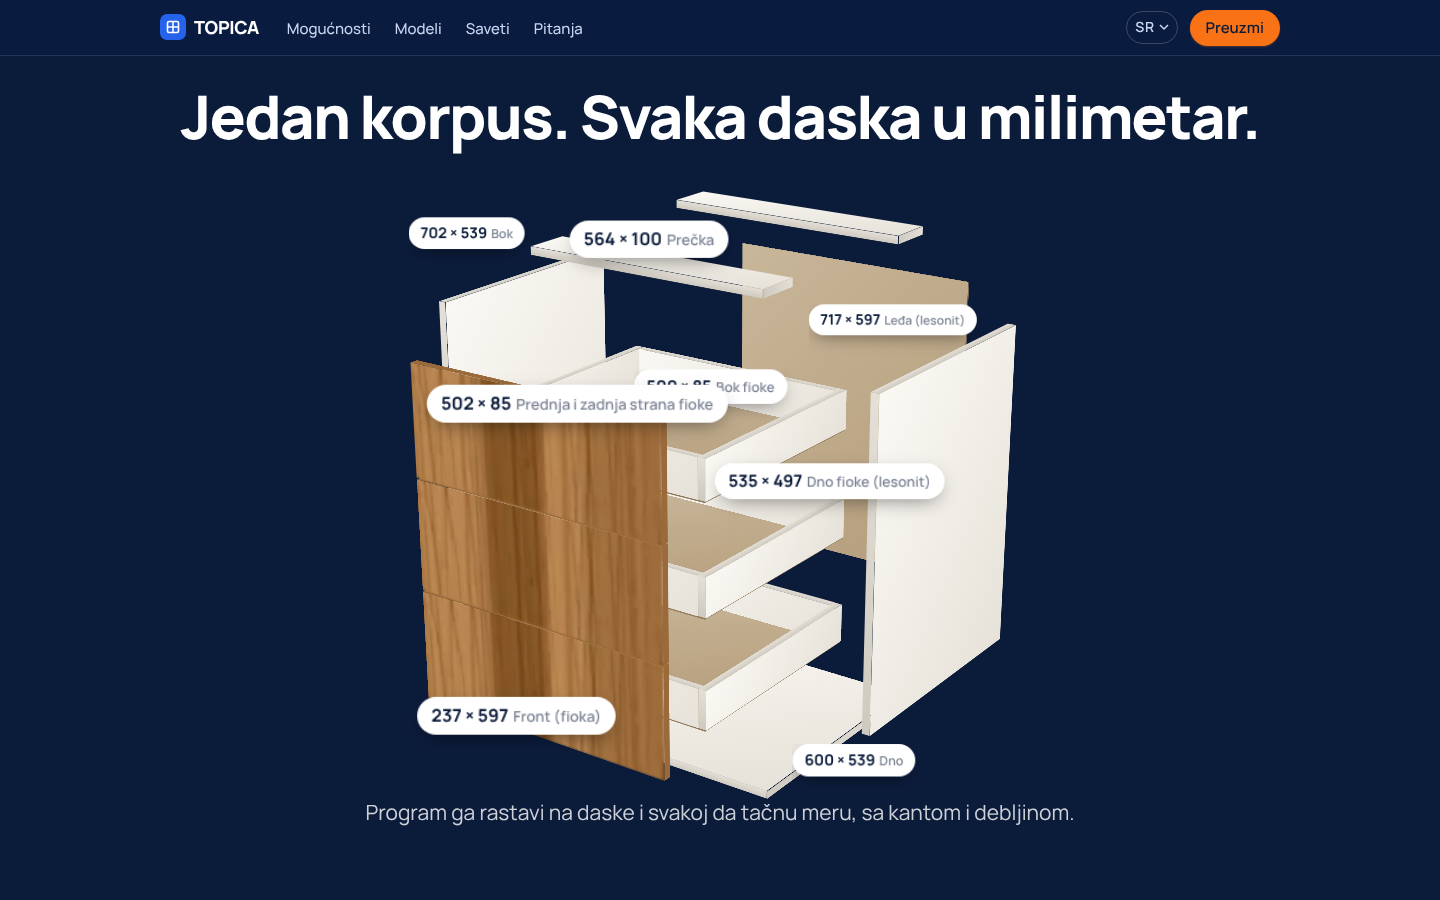 TOPICA
Mogućnosti
Modeli
Saveti
Pitanja
SR
Preuzmi
Jedan korpus. Svaka daska u milimetar.
702 × 539 Bok
564 × 100 Prečka
717 × 597 Leđa (lesonit)
Bok fioke
502 × 85 Prednja i zadnja strana fioke
535 × 497 Dno fioke (lesonit)
237 × 597 Front (fioka)
600 × 539 Dno
Program ga rastavi na daske i svakoj da tačnu meru, sa kantom i debljinom.